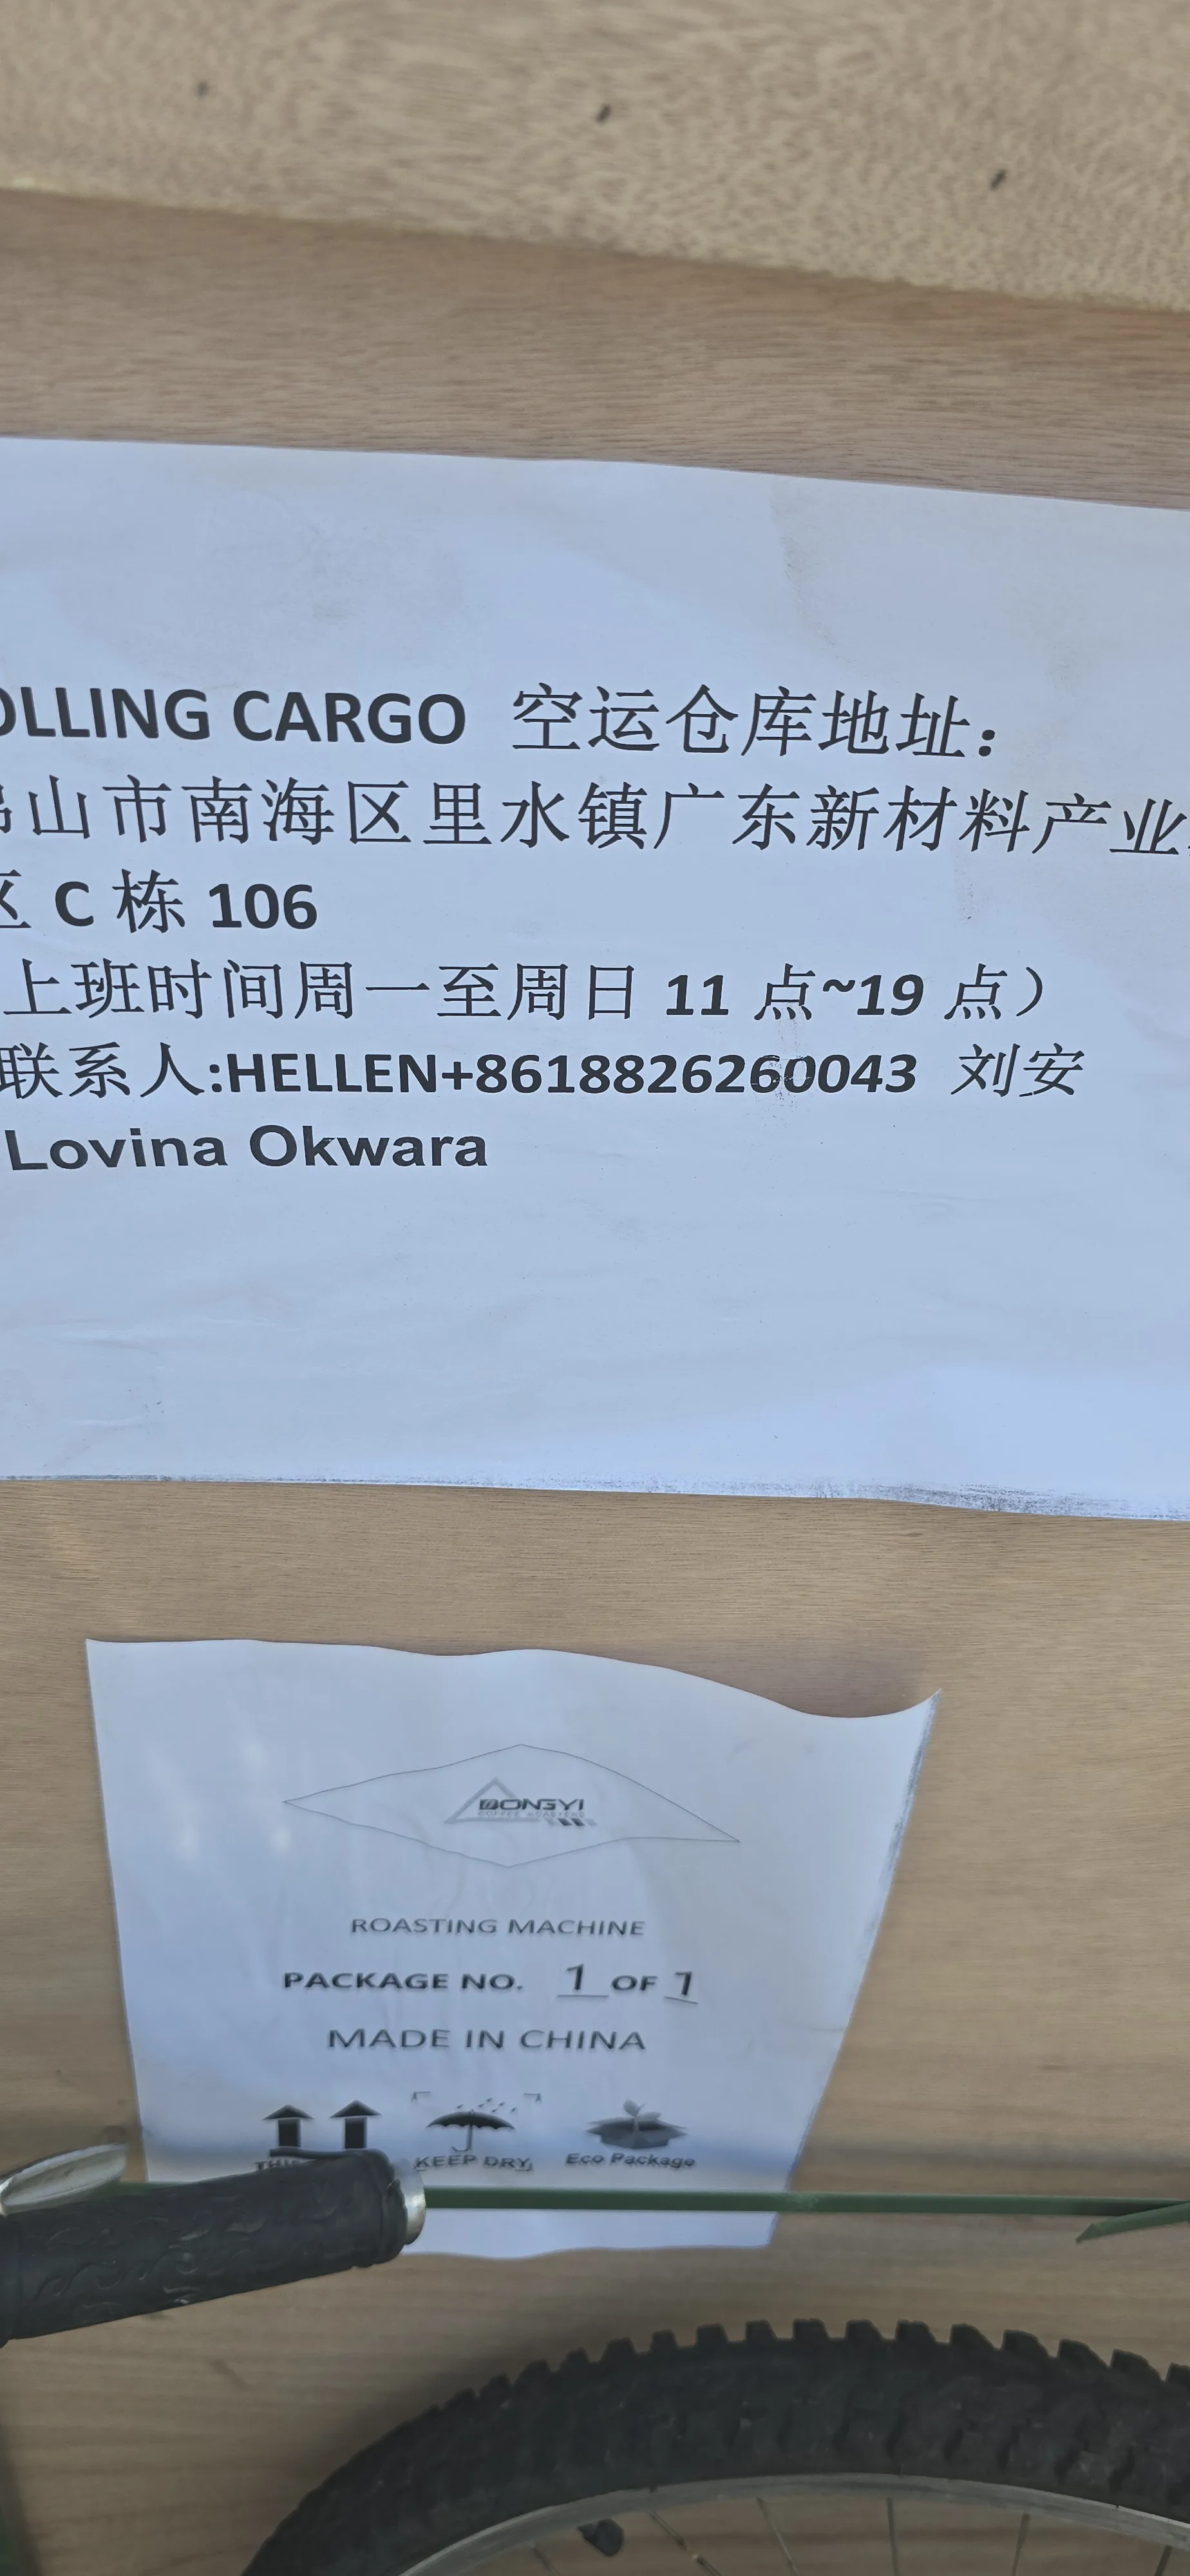 OLLING CARGO 空运仓库地址：
山市南海区里水镇广东新材料产业
区 C 栋 106
上班时间周一至周日 11 点~19 点）
联系人:HELLEN+8618826260043 刘安
Lovina Okwara
DONGYI
COFFEE ROASTERS
ROASTING MACHINE
PACKAGE NO. 1 OF 1
MADE IN CHINA
KEEP DRY
Eco Package